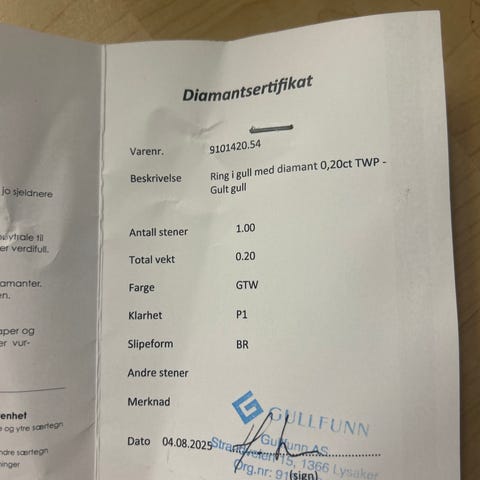 jo sjeldnere
øytrale til
er verdifull.
amanter.
en.
aper og
er vur-
enhet
e og ytre særtegn
ndre særtegn
ninger
Diamantsertifikat
Varenr. 9101420.54
Beskrivelse Ring i gull med diamant 0,20ct TWP -
Gult gull
Antall stener 1.00
Total vekt 0.20
Farge GTW
Klarhet P1
Slipeform BR
Andre stener
Merknad
GULLFUNN
Dato 04.08.2025
Gullfunn AS
Strandveien 15, 1366 Lysaker
Org.nr: 91
(sign)